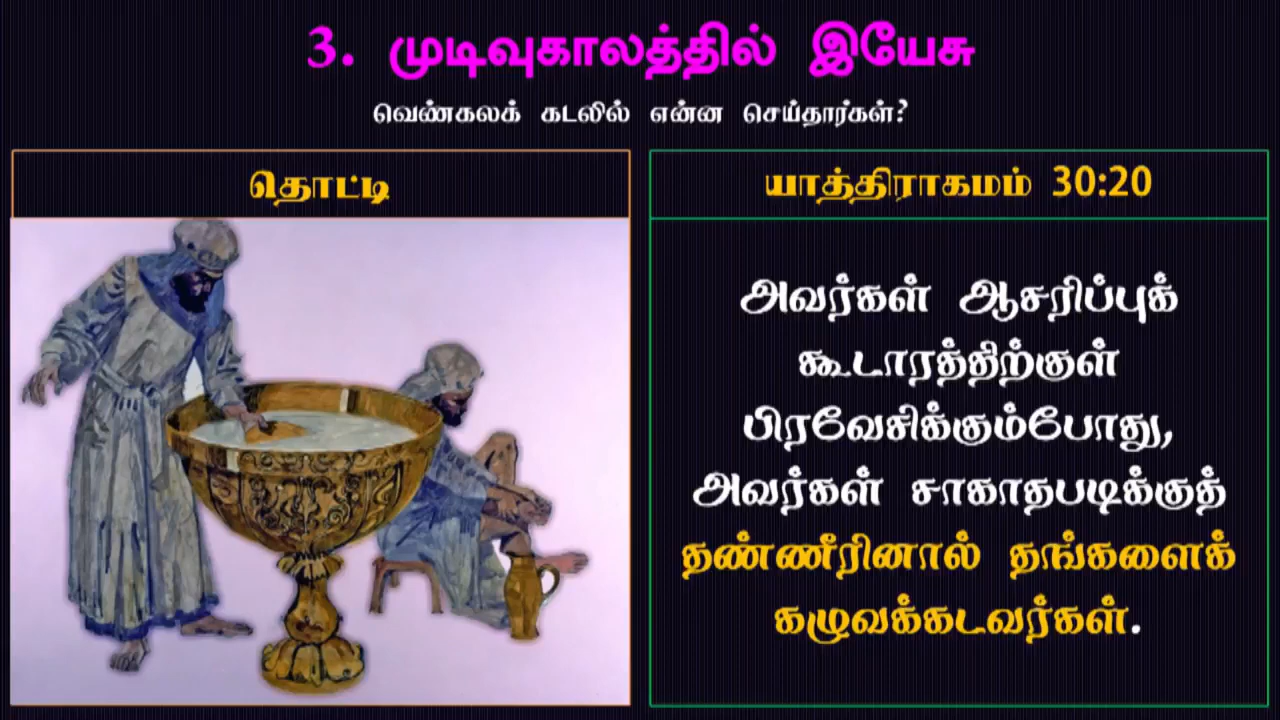 3. முடிவுகாலத்தில் இயேசு
வெண்கலக் கடலில் என்ன செய்தார்கள்?
தொட்டி
யாத்திராகமம் 30:20
அவர்கள் ஆசரிப்புக்
கூடாரத்திற்குள்
பிரவேசிக்கும்போது,
அவர்கள் சாகாதபடிக்குத்
தண்ணீரினால் தங்களைக்
கழுவக்கடவர்கள்.